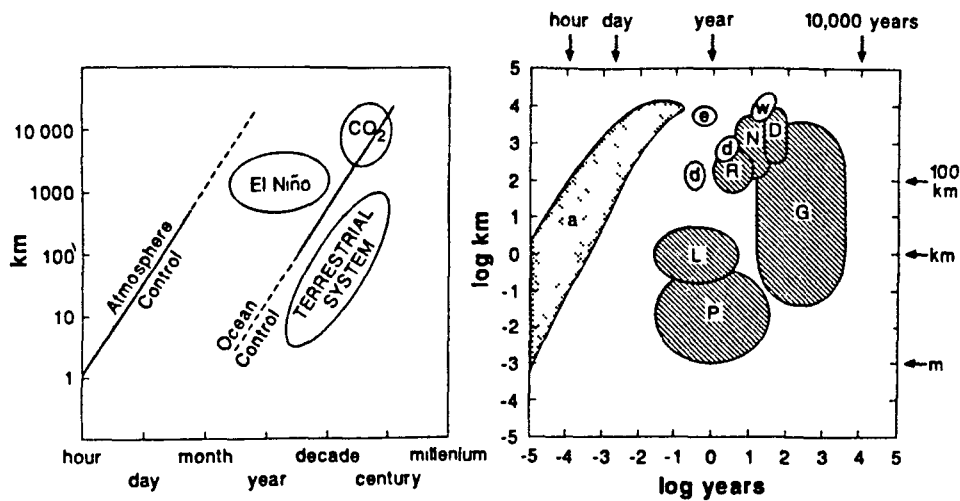 hour day year 10,000 years
km
10 000
1000
100
10
1
Atmosphere
Control
El Niño
CO2
Ocean
Control
TERRESTRIAL
SYSTEM
hour month decade millenium
day year century
log km
5
4
3
2
1
0
-1
-2
-3
-4
-5
a
e
w
d
N
D
d
R
G
L
P
100
km
km
m
-5 -4 -3 -2 -1 0 1 2 3 4 5
log years